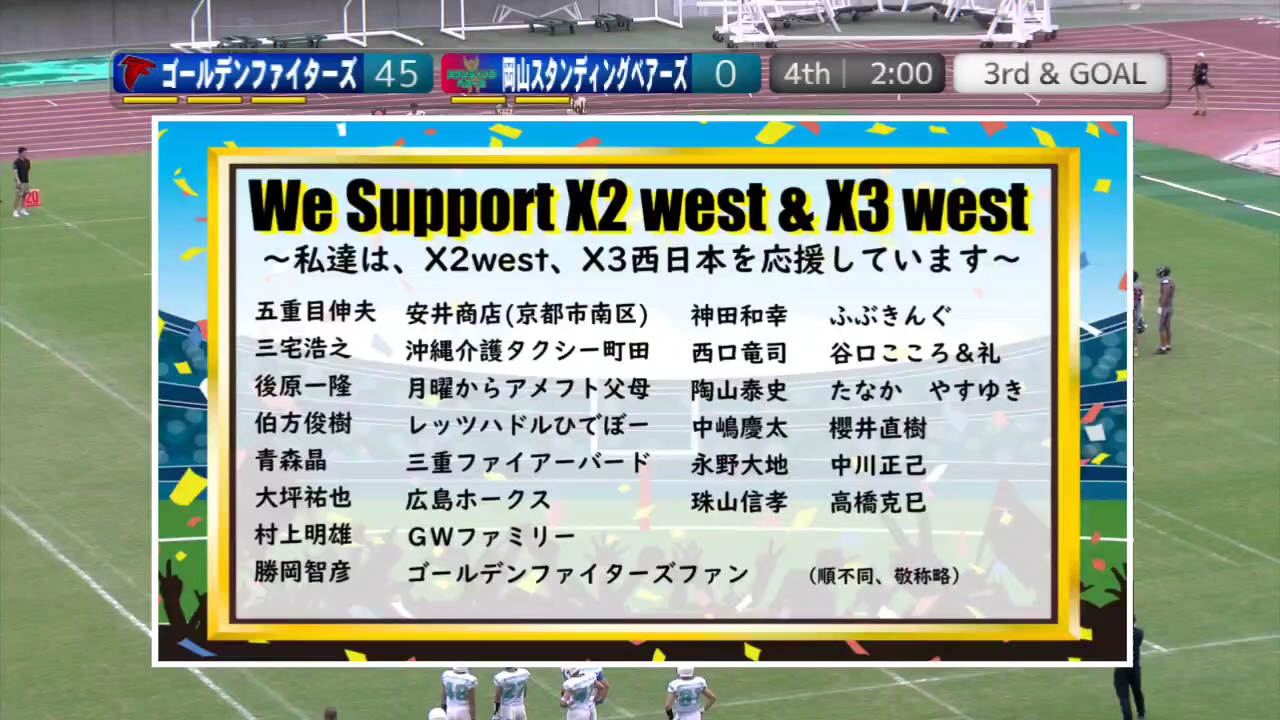 ゴールデンファイターズ 45 岡山スタンディングベアーズ 0 4th 2:00 3rd & GOAL
20
We Support X2 west & X3 west
～私達は、X2west、X3西日本を応援しています～
五重目伸夫 安井商店(京都市南区) 神田和幸 ふぶきんぐ
三宅浩之 沖縄介護タクシー町田 西口竜司 谷口こころ&礼
後原一隆 月曜からアメフト父母 陶山泰史 たなか やすゆき
伯方俊樹 レッツハドルひでぼー 中嶋慶太 櫻井直樹
青森晶 三重ファイアーバード 永野大地 中川正己
大坪祐也 広島ホークス 珠山信孝 高橋克巳
村上明雄 GWファミリー
勝岡智彦 ゴールデンファイターズファン (順不同、敬称略)
48 27